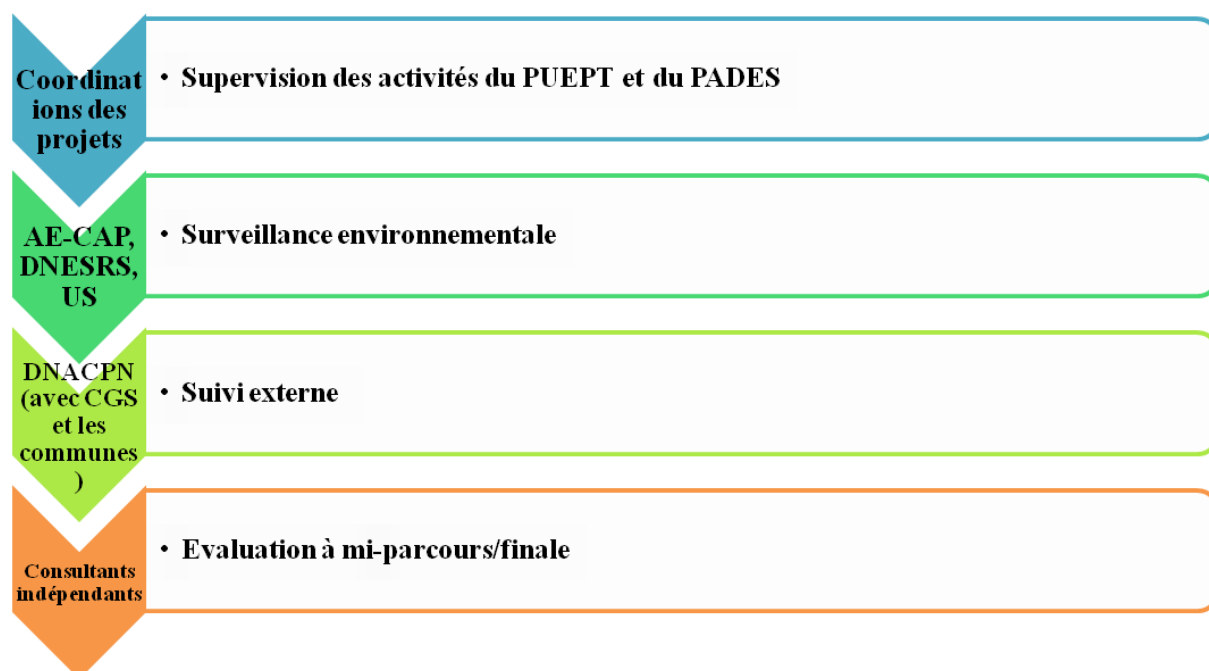 Coordinat
ions des
projets
• Supervision des activités du PUEPT et du PADES
AE-CAP,
DNESRS,
US
• Surveillance environnementale
DNACPN
(avec CGS
et les
communes
)
• Suivi externe
Consultants
indépendants
• Evaluation à mi-parcours/finale